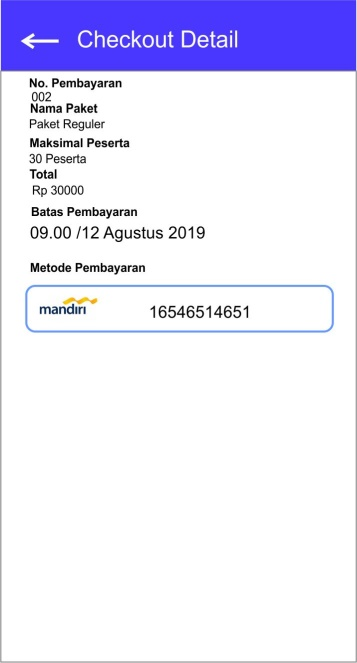 Checkout Detail
No. Pembayaran
002
Nama Paket
Paket Reguler
Maksimal Peserta
30 Peserta
Total
Rp 30000
Batas Pembayaran
09.00 /12 Agustus 2019
Metode Pembayaran
mandırı 16546514651